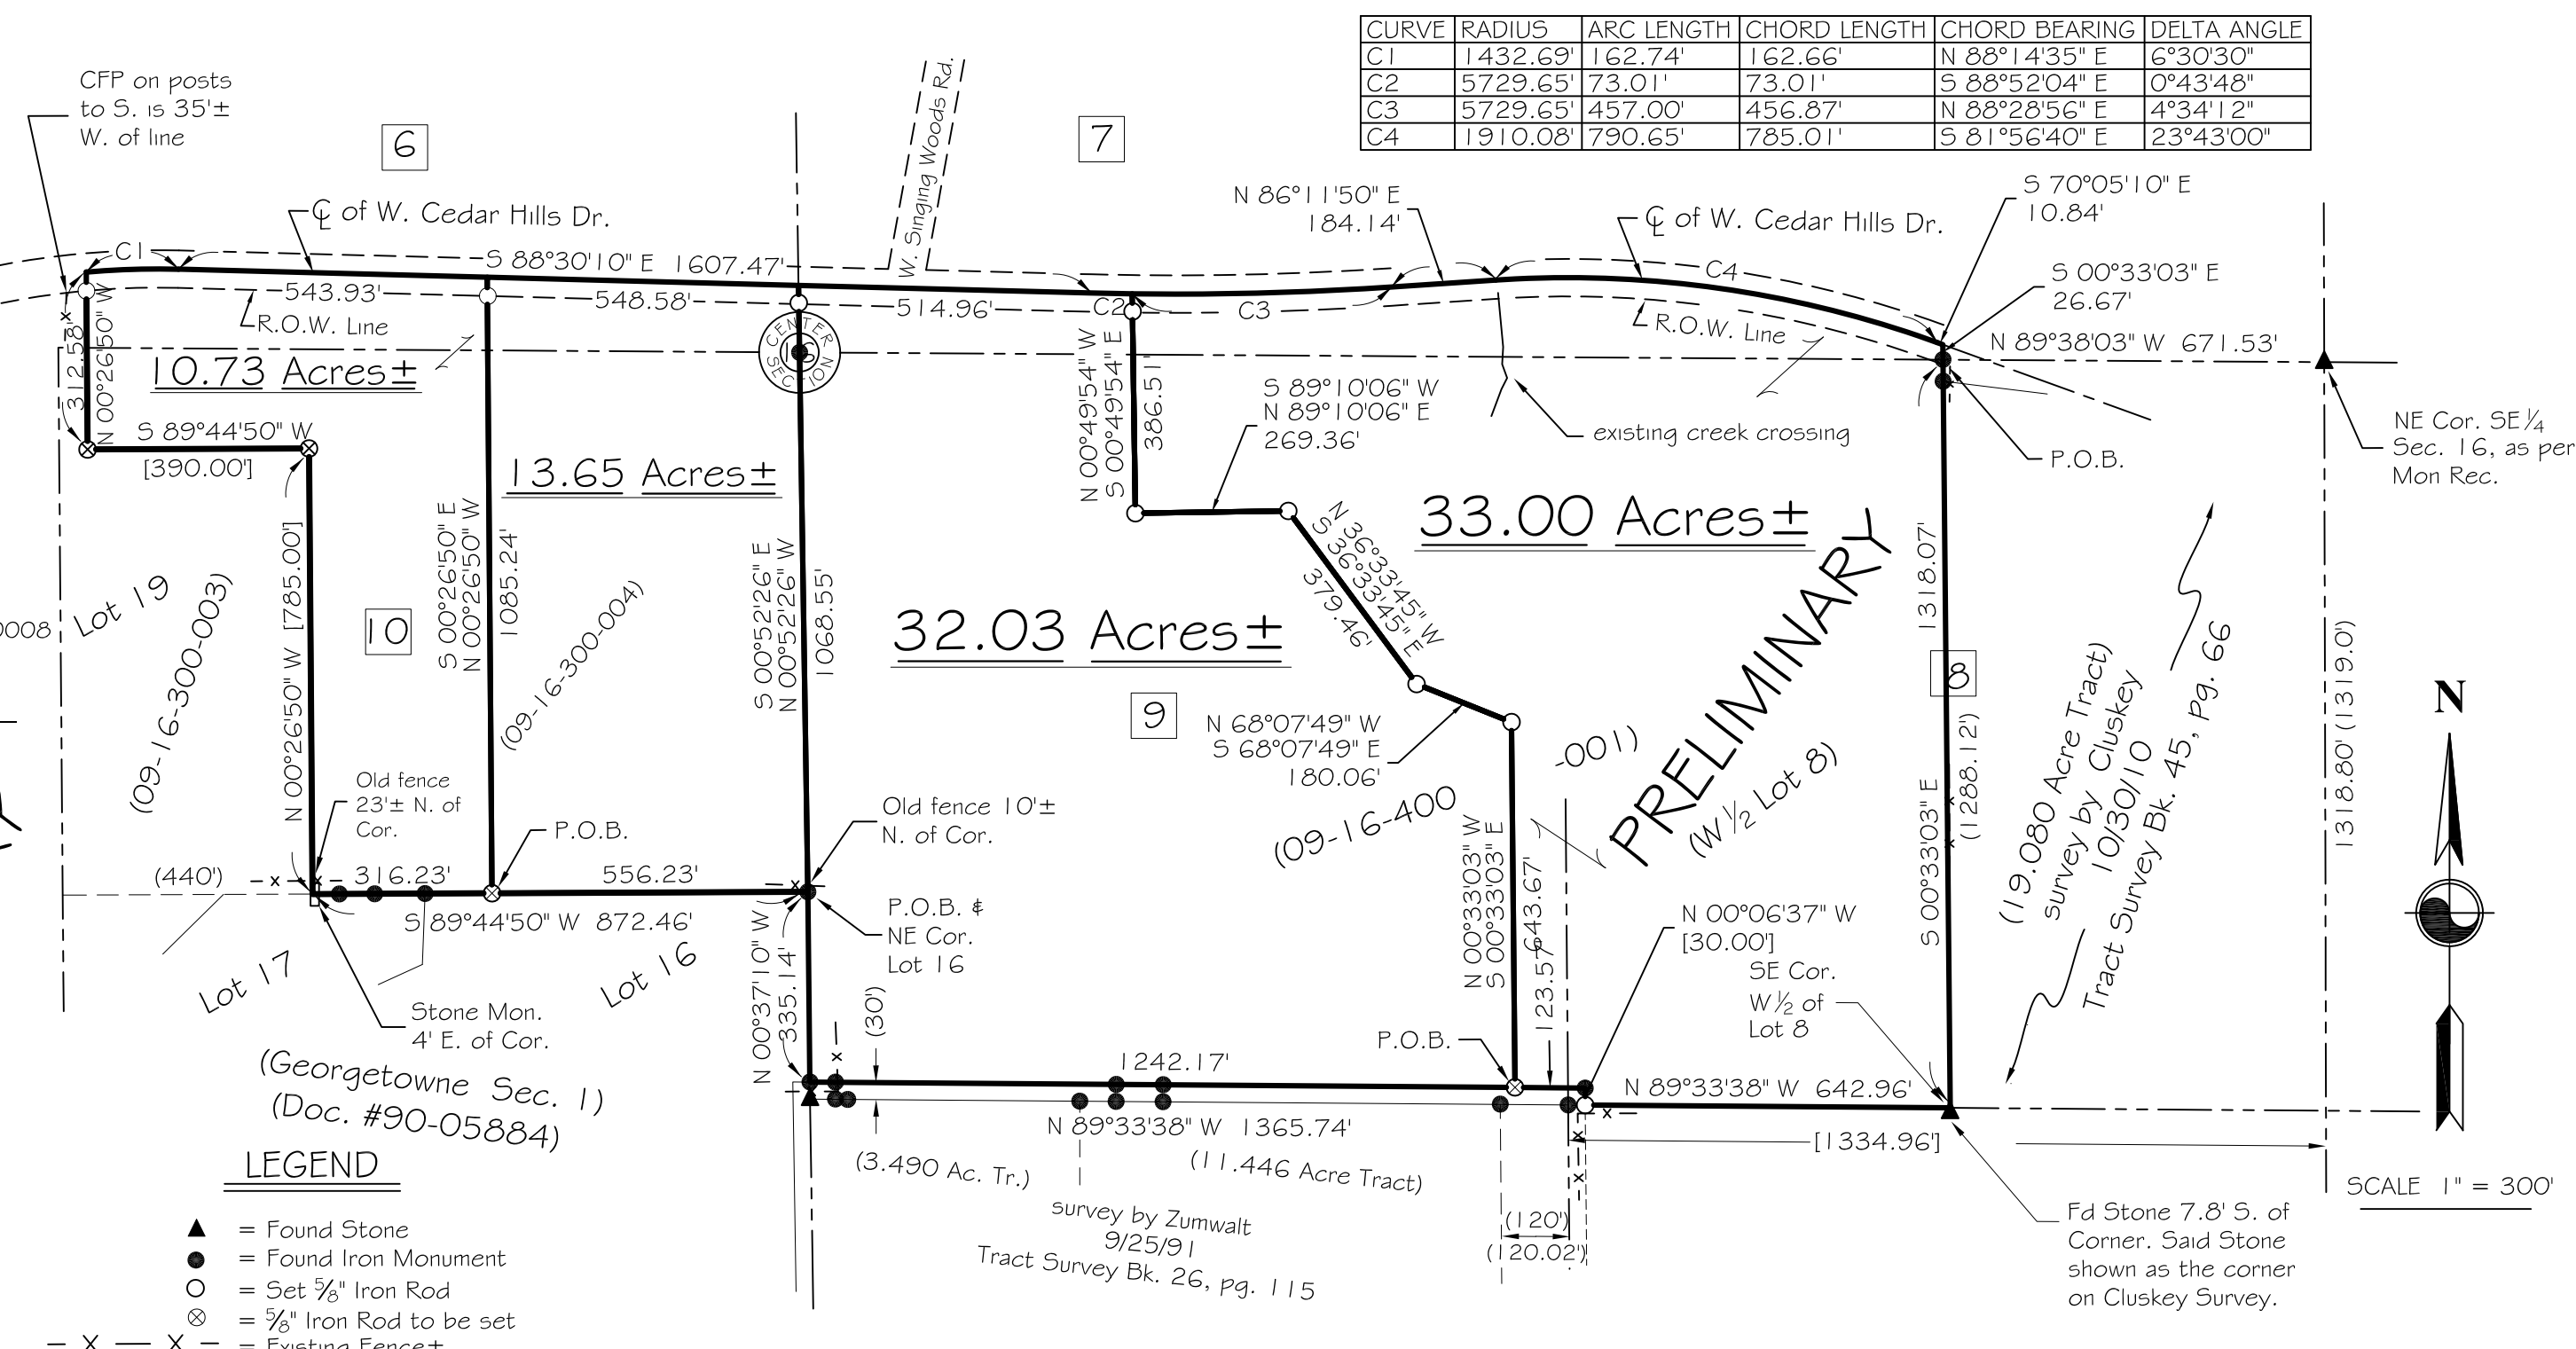 CURVE RADIUS ARC LENGTH CHORD LENGTH CHORD BEARING DELTA ANGLE
C1 1432.69' 162.74' 162.66' N 88°14'35" E 6°30'30"
C2 5729.65' 73.01' 73.01' S 88°52'04" E 0°43'48"
C3 5729.65' 457.00' 456.87' N 88°28'56" E 4°34'12"
C4 1910.08' 790.65' 785.01' S 81°56'40" E 23°43'00"
CFP on posts
to S. is 35'±
W. of line
6
7
W. Singing Woods Rd.
℄ of W. Cedar Hills Dr.
N 86°11'50" E
184.14'
℄ of W. Cedar Hills Dr.
S 70°05'10" E
10.84'
C1
S 88°30'10" E 1607.47'
C4
S 00°33'03" E
26.67'
543.93'
548.58'
514.96'
C2
C3
R.O.W. Line
R.O.W. Line
N 89°38'03" W 671.53'
CENTER
SECTION
312.58'
N 00°26'50" W
10.73 Acres±
N 00°49'54" W
S 00°49'54" E
386.51'
S 89°10'06" W
N 89°10'06" E
269.36'
existing creek crossing
P.O.B.
NE Cor. SE¼
Sec. 16, as per
Mon Rec.
S 89°44'50" W
[390.00']
13.65 Acres±
33.00 Acres±
N 00°26'50" W [785.00']
S 00°26'50" E
N 00°26'50" W
1085.24'
S 00°52'26" E
N 00°52'26" W
1068.55'
N 36°33'45" W
S 36°33'45" E
379.46'
PRELIMINARY
1318.07'
0008
Lot 19
(09-16-300-003)
10
(09-16-300-004)
32.03 Acres±
8
9
N 68°07'49" W
S 68°07'49" E
180.06'
(09-16-400
-001)
(W ½ Lot 8)
S 00°33'03" E
(1288.12')
(19.080 Acre Tract)
survey by Cluskey
10/30/10
Tract Survey Bk. 45, pg. 66
1318.80' (1319.0')
N
Old fence
23'± N. of
Cor.
P.O.B.
Old fence 10'±
N. of Cor.
(440')
316.23'
556.23'
S 89°44'50" W 872.46'
P.O.B. &
NE Cor.
Lot 16
N 00°33'03" W
S 00°33'03" E
643.67'
123.57'
N 00°06'37" W
[30.00']
SE Cor.
W ½ of
Lot 8
Lot 17
Lot 16
Stone Mon.
4' E. of Cor.
N 00°37'10" W
335.14'
(30')
P.O.B.
(Georgetowne Sec. 1)
(Doc. #90-05884)
1242.17'
N 89°33'38" W 642.96'
N 89°33'38" W 1365.74'
[1334.96']
(3.490 Ac. Tr.)
(11.446 Acre Tract)
survey by Zumwalt
9/25/91
Tract Survey Bk. 26, pg. 115
(120')
(120.02')
SCALE 1" = 300'
Fd Stone 7.8' S. of
Corner. Said Stone
shown as the corner
on Cluskey Survey.
LEGEND
= Found Stone
= Found Iron Monument
= Set ⅝" Iron Rod
= ⅝" Iron Rod to be set
= Existing Fence±